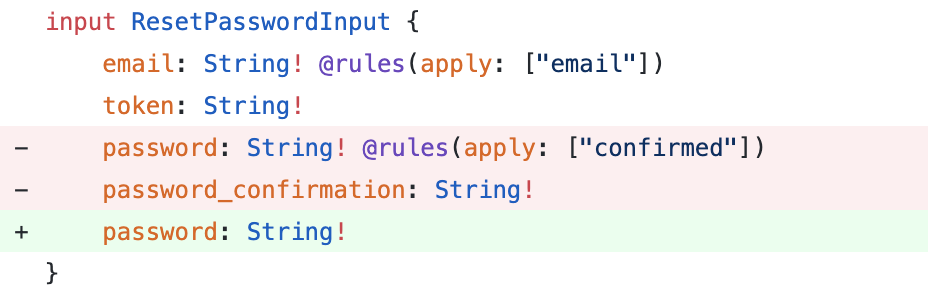 input ResetPasswordInput {
    email: String! @rules(apply: ["email"])
    token: String!
-    password: String! @rules(apply: ["confirmed"])
-    password_confirmation: String!
+    password: String!
}